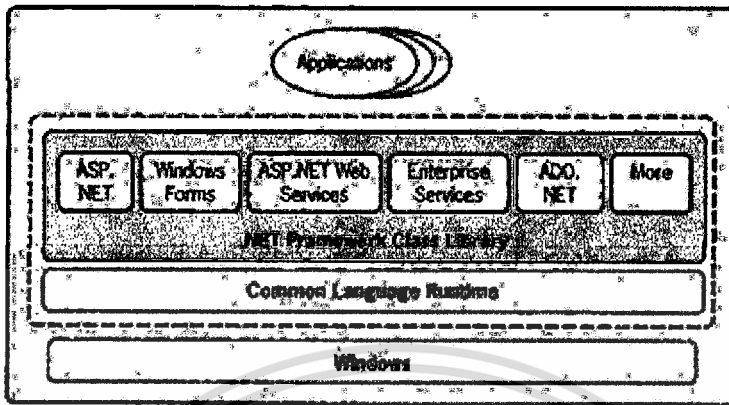 Applications
ASP.
NET
Windows
Forms
ASP.NET Web
Services
Enterprise
Services
ADO.
NET
More
.NET Framework Class Library
Common Language Runtime
Windows